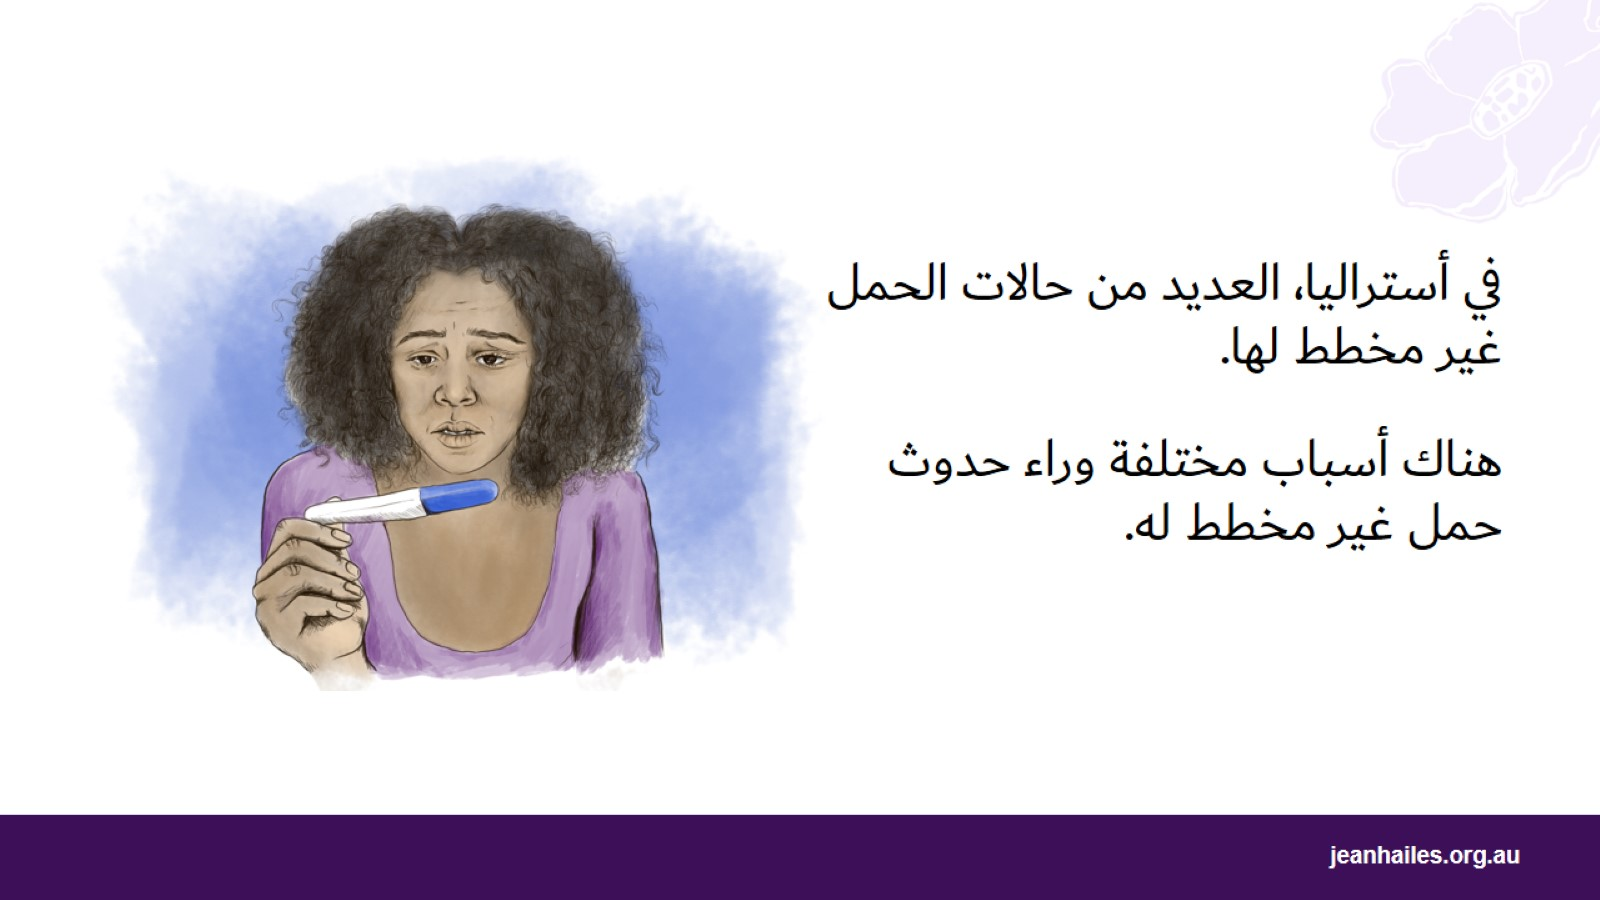 في أستراليا، العديد من حالات الحمل
غير مخطط لها.
هناك أسباب مختلفة وراء حدوث
حمل غير مخطط له.
jeanhailes.org.au